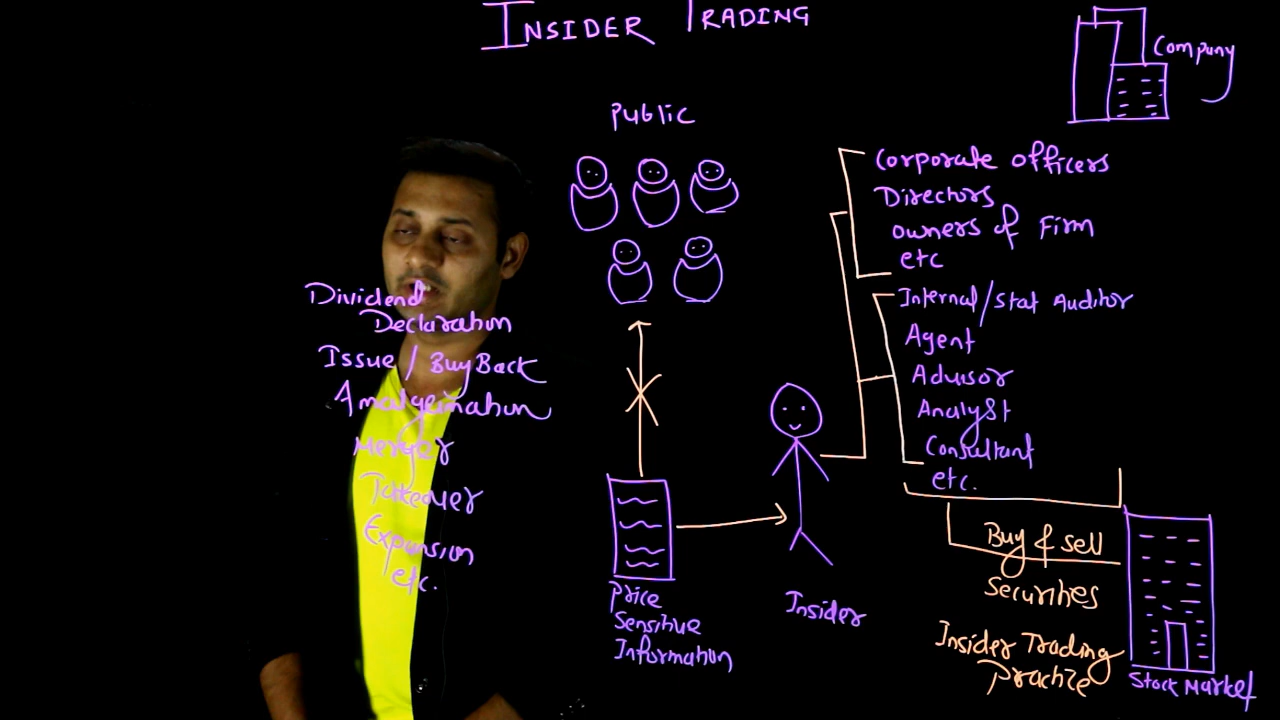 INSIDER TRADING
Company
Public
Corporate officers
Directors
owners of Firm
etc
Internal/Stat Auditor
Agent
Advisor
Analyst
Consultant
etc.
Dividend
Declaration
Issue / BuyBack
Amalgamation
Merger
Takeover
Expansion
etc.
Price
Sensitive
Information
Insider
Buy & sell
Securities
Insider Trading
Practice
Stock Market